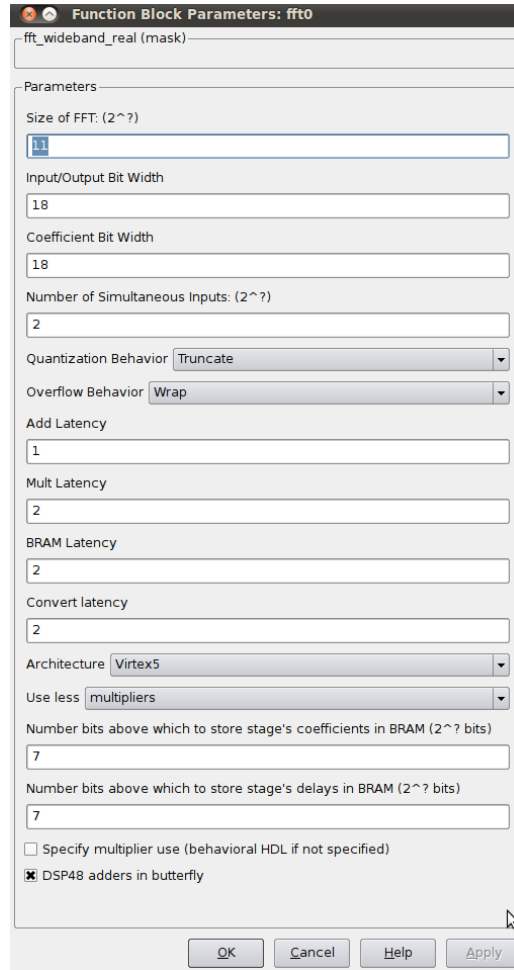 Function Block Parameters: fft0
fft_wideband_real (mask)
Parameters
Size of FFT: (2^?)
11
Input/Output Bit Width
18
Coefficient Bit Width
18
Number of Simultaneous Inputs: (2^?)
2
Quantization Behavior Truncate
Overflow Behavior Wrap
Add Latency
1
Mult Latency
2
BRAM Latency
2
Convert latency
2
Architecture Virtex5
Use less multipliers
Number bits above which to store stage's coefficients in BRAM (2^? bits)
7
Number bits above which to store stage's delays in BRAM (2^? bits)
7
Specify multiplier use (behavioral HDL if not specified)
DSP48 adders in butterfly
OK Cancel Help Apply